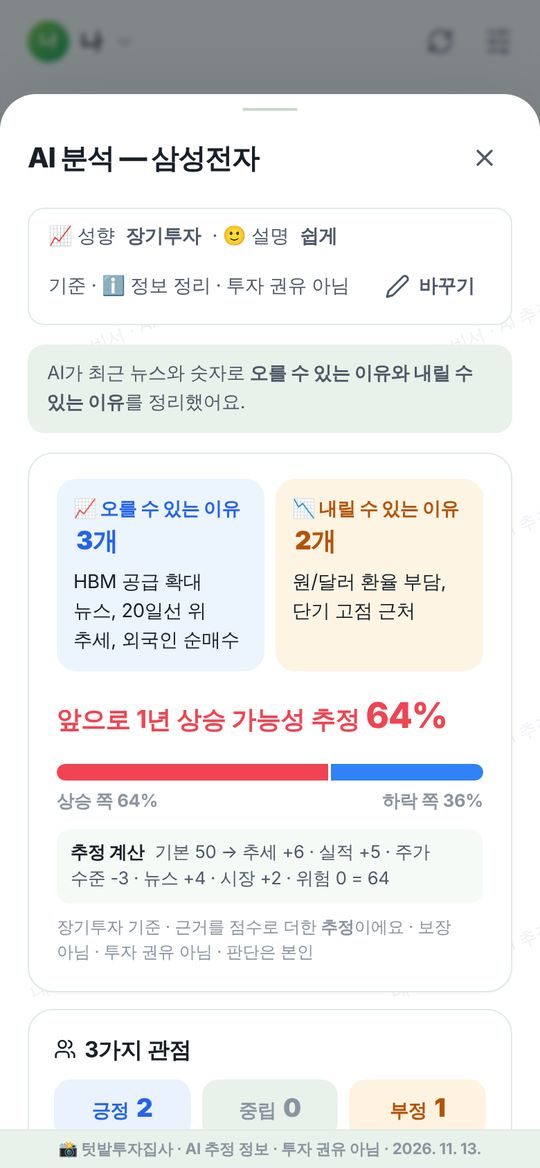 나 나
AI 분석 — 삼성전자
📈 성향 장기투자 · 🙂 설명 쉽게
기준 · ℹ️ 정보 정리 · 투자 권유 아님 바꾸기
AI가 최근 뉴스와 숫자로 오를 수 있는 이유와 내릴 수
있는 이유를 정리했어요.
📈 오를 수 있는 이유
3개
HBM 공급 확대
뉴스, 20일선 위
추세, 외국인 순매수
📉 내릴 수 있는 이유
2개
원/달러 환율 부담,
단기 고점 근처
앞으로 1년 상승 가능성 추정 64%
상승 쪽 64% 하락 쪽 36%
추정 계산 기본 50 → 추세 +6 · 실적 +5 · 주가
수준 -3 · 뉴스 +4 · 시장 +2 · 위험 0 = 64
장기투자 기준 · 근거를 점수로 더한 추정이에요 · 보장
아님 · 투자 권유 아님 · 판단은 본인
3가지 관점
긍정 2 중립 0 부정 1
📸 텃밭투자집사 · AI 추정 정보 · 투자 권유 아님 · 2026. 11. 13.